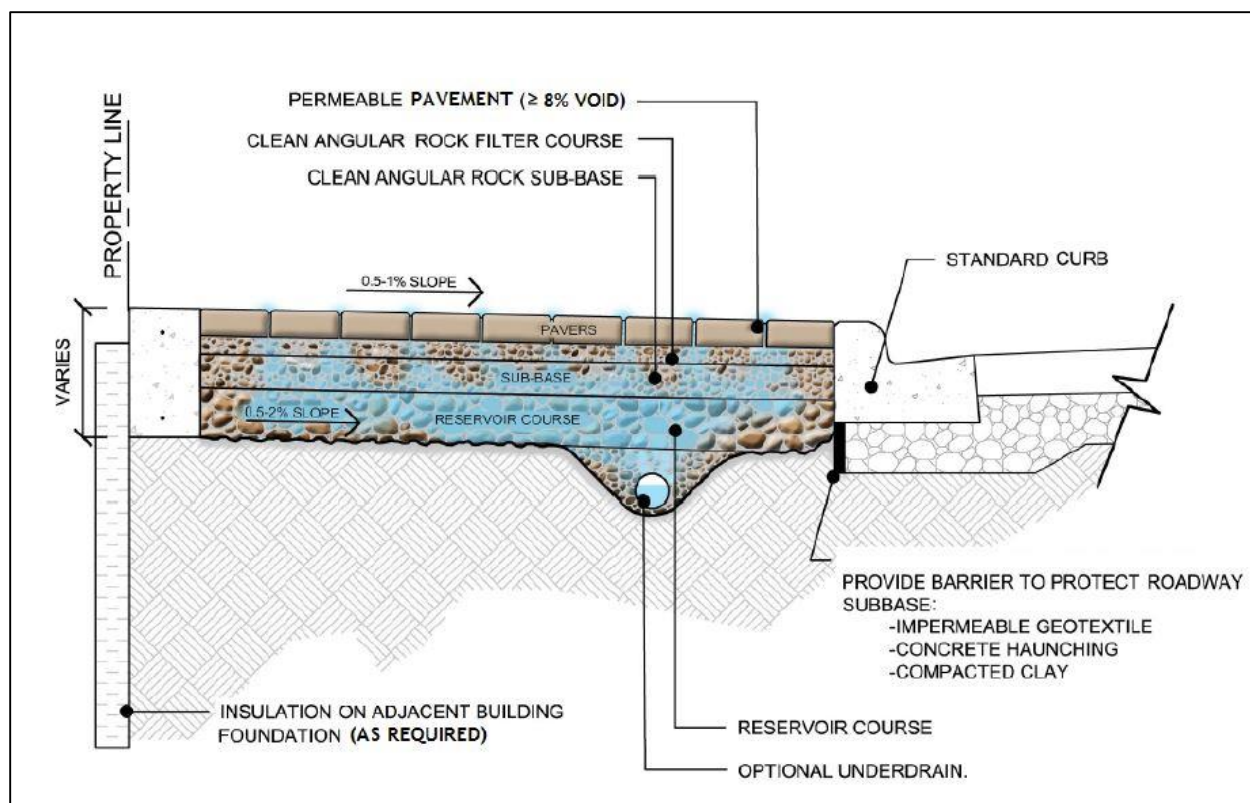 PERMEABLE PAVEMENT (≥ 8% VOID)
CLEAN ANGULAR ROCK FILTER COURSE
CLEAN ANGULAR ROCK SUB-BASE
PROPERTY LINE
STANDARD CURB
0.5-1% SLOPE
PAVERS
VARIES
SUB-BASE
0.5-2% SLOPE
RESERVOIR COURSE
PROVIDE BARRIER TO PROTECT ROADWAY
SUBBASE:
-IMPERMEABLE GEOTEXTILE
-CONCRETE HAUNCHING
-COMPACTED CLAY
INSULATION ON ADJACENT BUILDING
FOUNDATION (AS REQUIRED)
RESERVOIR COURSE
OPTIONAL UNDERDRAIN.